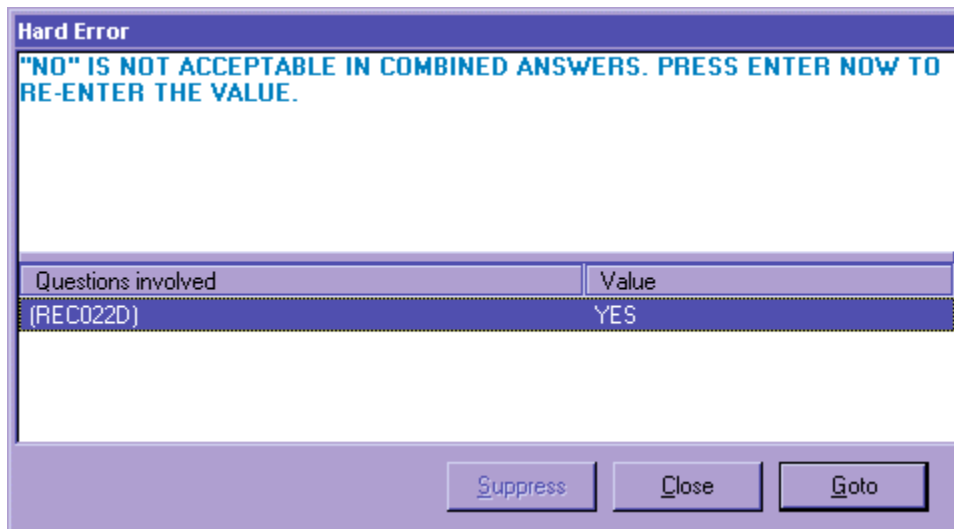 Hard Error
"NO" IS NOT ACCEPTABLE IN COMBINED ANSWERS. PRESS ENTER NOW TO
RE-ENTER THE VALUE.
Questions involved Value
(REC022D) YES
Suppress Close Goto